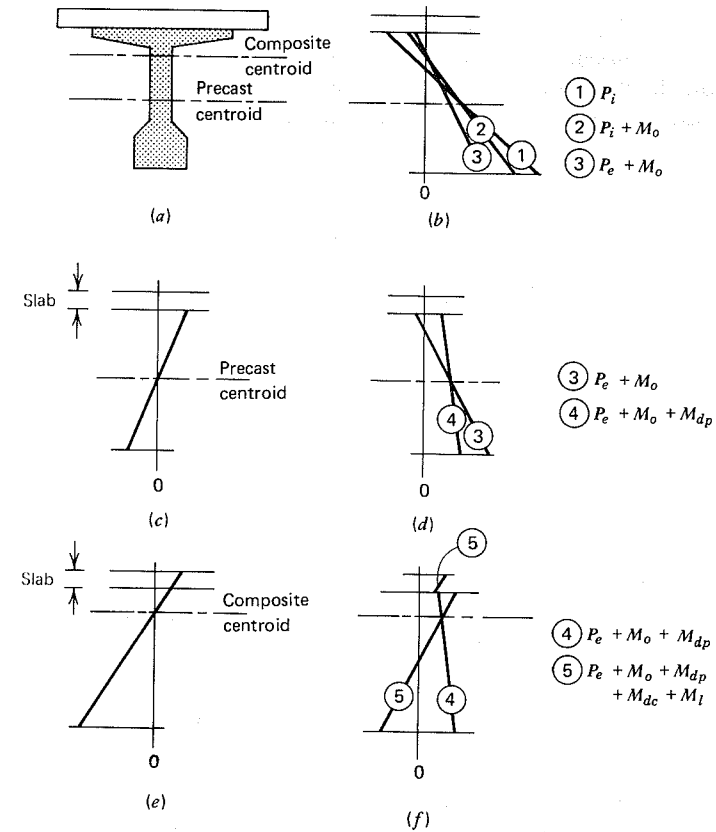 Composite
centroid
Precast
centroid
(a)
2
3
1
0
(b)
1 P_i
2 P_i + M_o
3 P_e + M_o
Slab
Precast
centroid
0
(c)
4
3
0
(d)
3 P_e + M_o
4 P_e + M_o + M_dp
Slab
Composite
centroid
0
(e)
5
5
4
0
(f)
4 P_e + M_o + M_dp
5 P_e + M_o + M_dp
+ M_dc + M_l